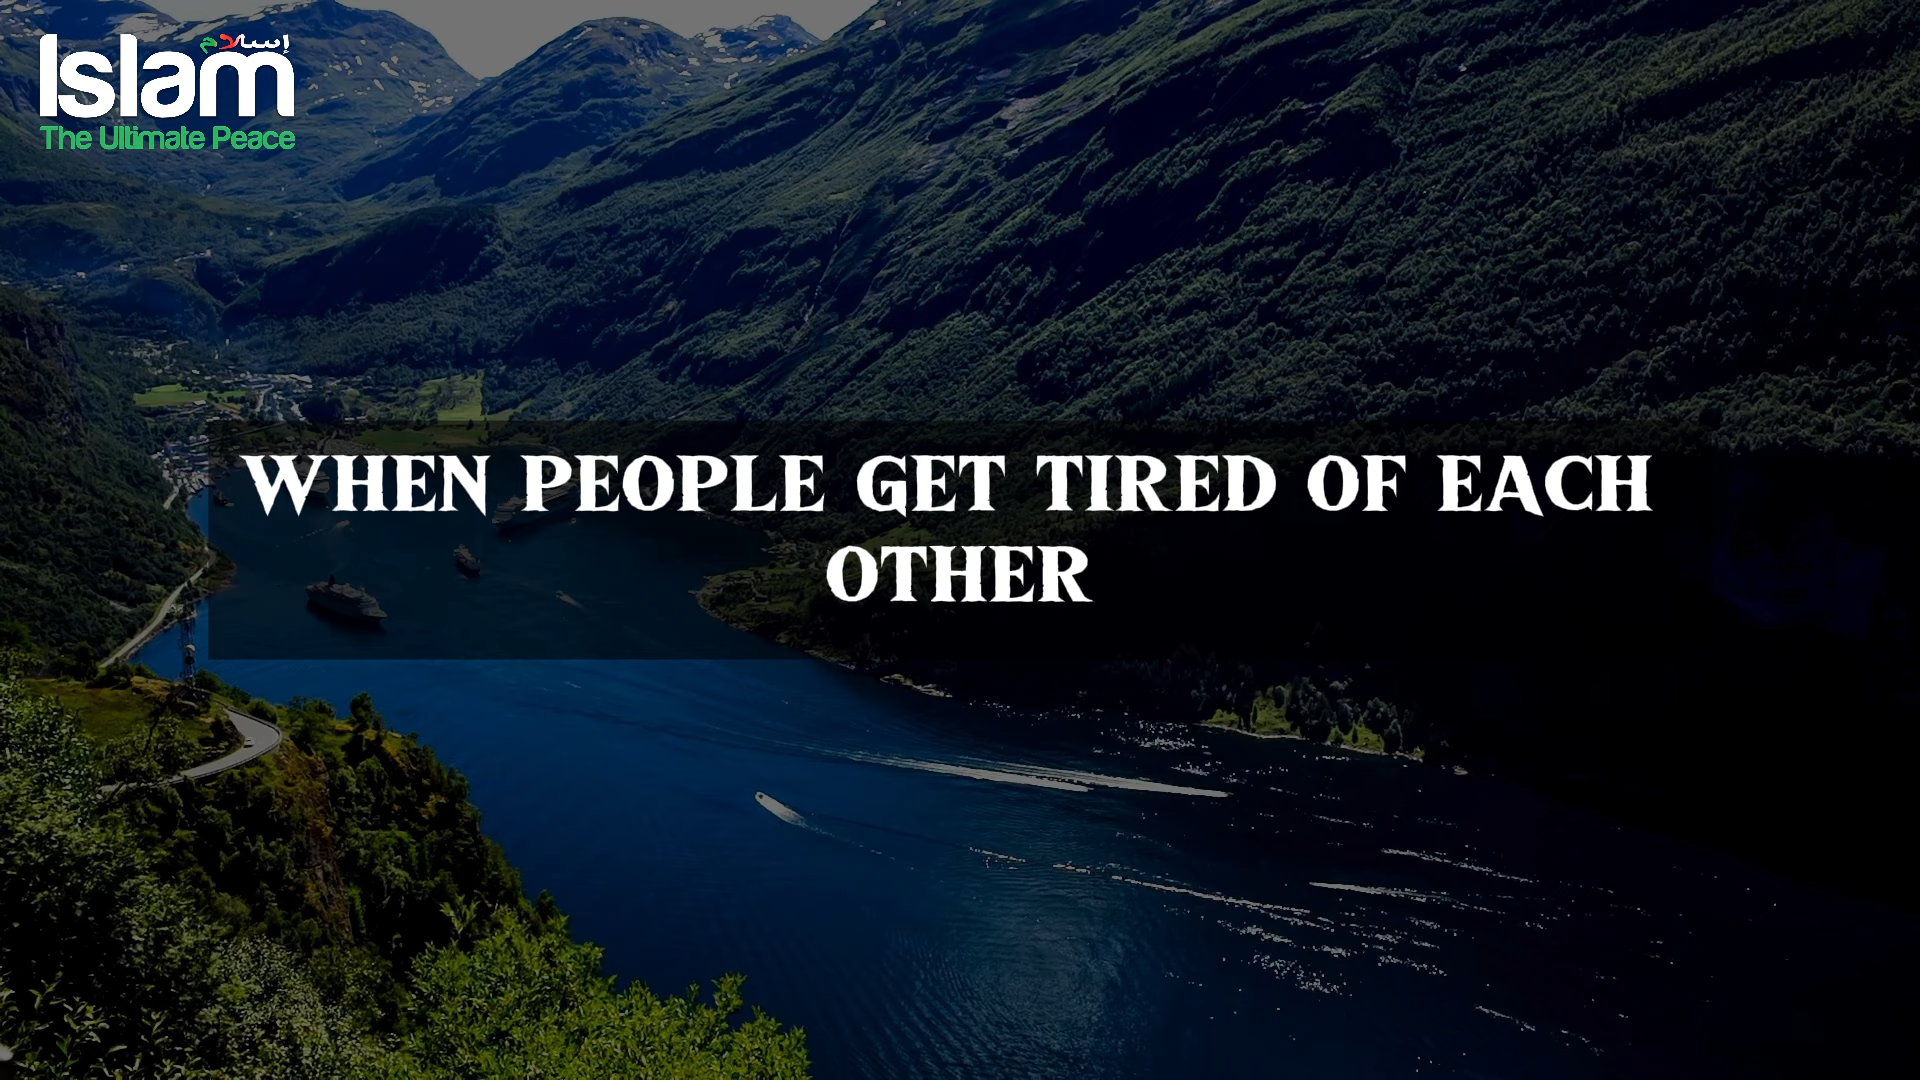 إسلام
Islam
The Ultimate Peace
WHEN PEOPLE GET TIRED OF EACH
OTHER